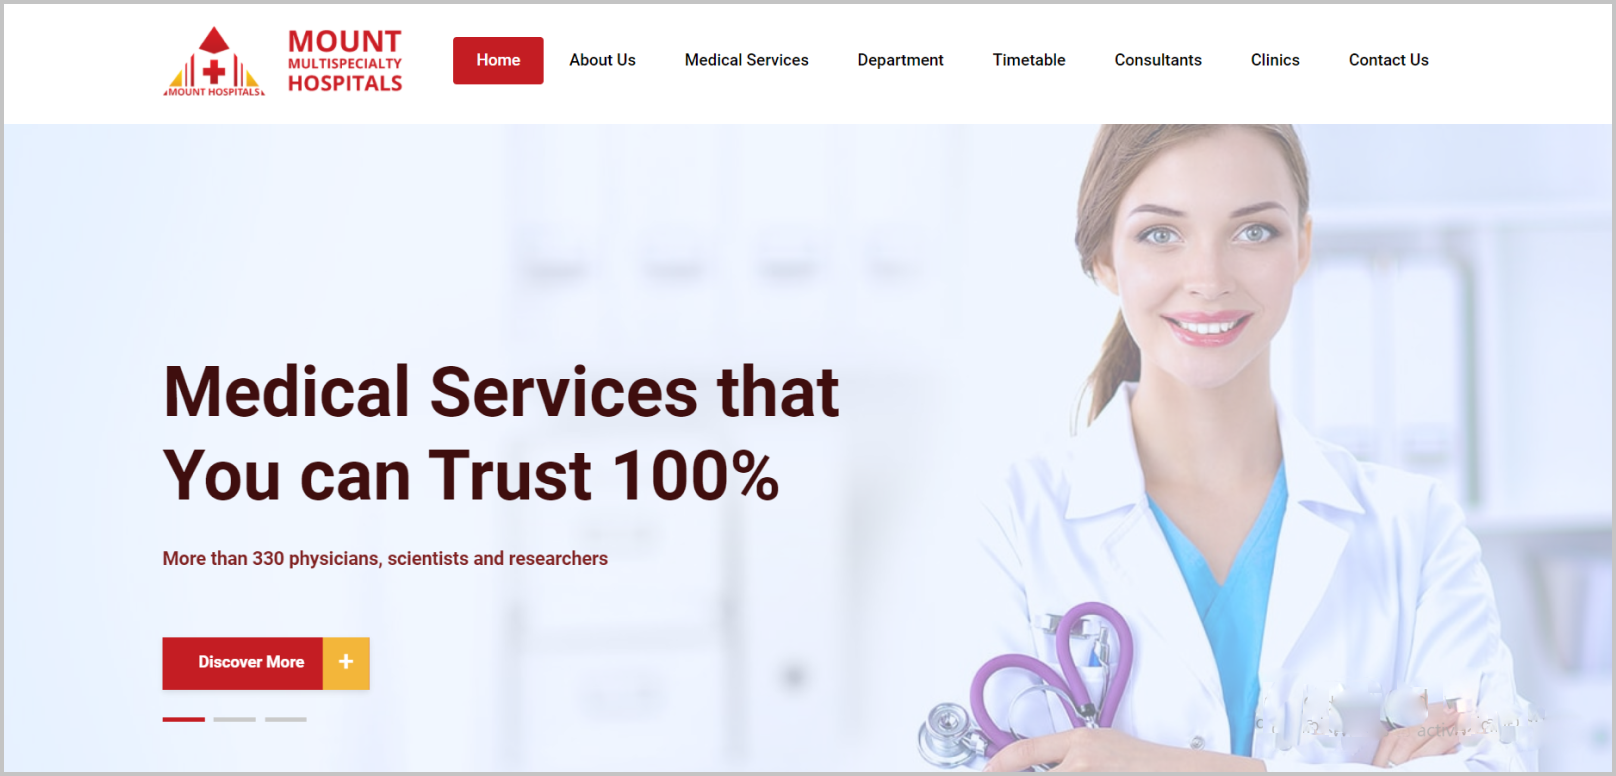 MOUNT HOSPITALS
MOUNT
MULTISPECIALTY
HOSPITALS
Home
About Us
Medical Services
Department
Timetable
Consultants
Clinics
Contact Us
Medical Services that
You can Trust 100%
More than 330 physicians, scientists and researchers
Discover More +